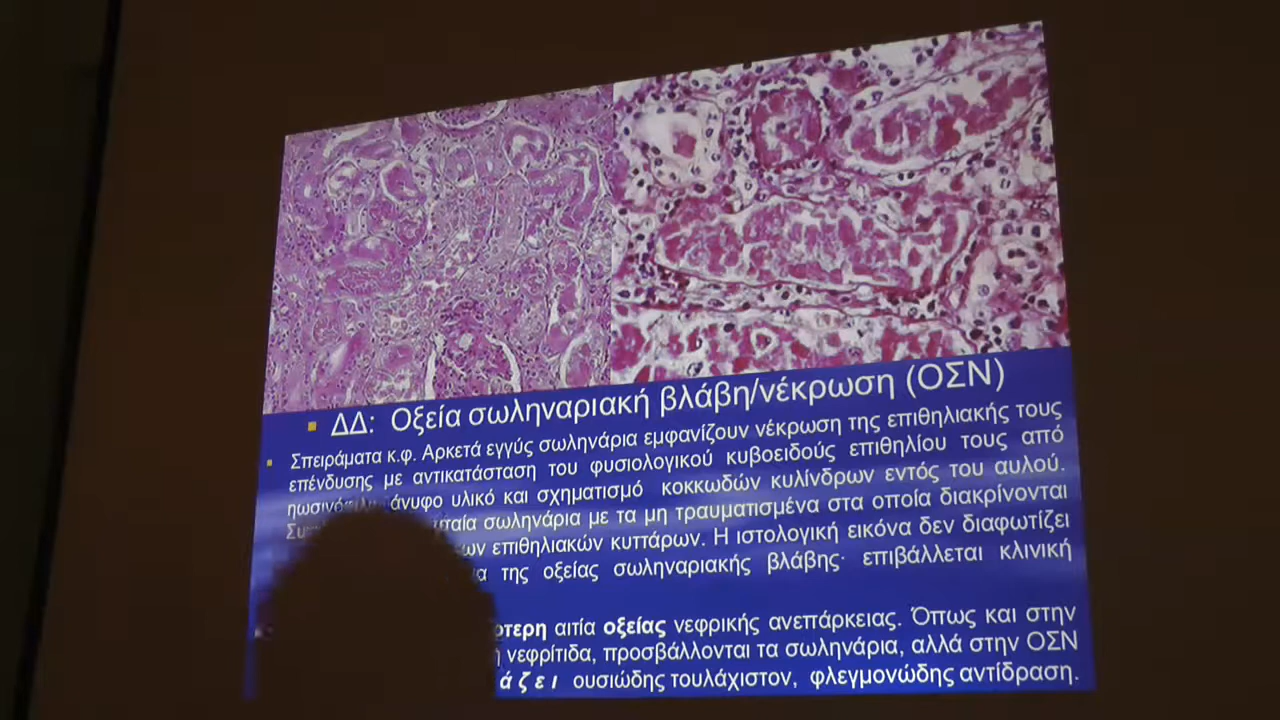 ΔΔ: Οξεία σωληναριακή βλάβη/νέκρωση (ΟΣΝ)
Σπειράματα κ.φ. Αρκετά εγγύς σωληνάρια εμφανίζουν νέκρωση της επιθηλιακής τους
επένδυσης με αντικατάσταση του φυσιολογικού κυβοειδούς επιθηλίου τους από
άνυφο υλικό και σχηματισμό κοκκωδών κυλίνδρων εντός του αυλού.
σωληνάρια με τα μη τραυματισμένα στα οποία διακρίνονται
επιθηλιακών κυττάρων. Η ιστολογική εικόνα δεν διαφωτίζει
της οξείας σωληναριακής βλάβης· επιβάλλεται κλινική
αιτία οξείας νεφρικής ανεπάρκειας. Όπως και στην
νεφρίτιδα, προσβάλλονται τα σωληνάρια, αλλά στην ΟΣΝ
ουσιώδης τουλάχιστον, φλεγμονώδης αντίδραση.